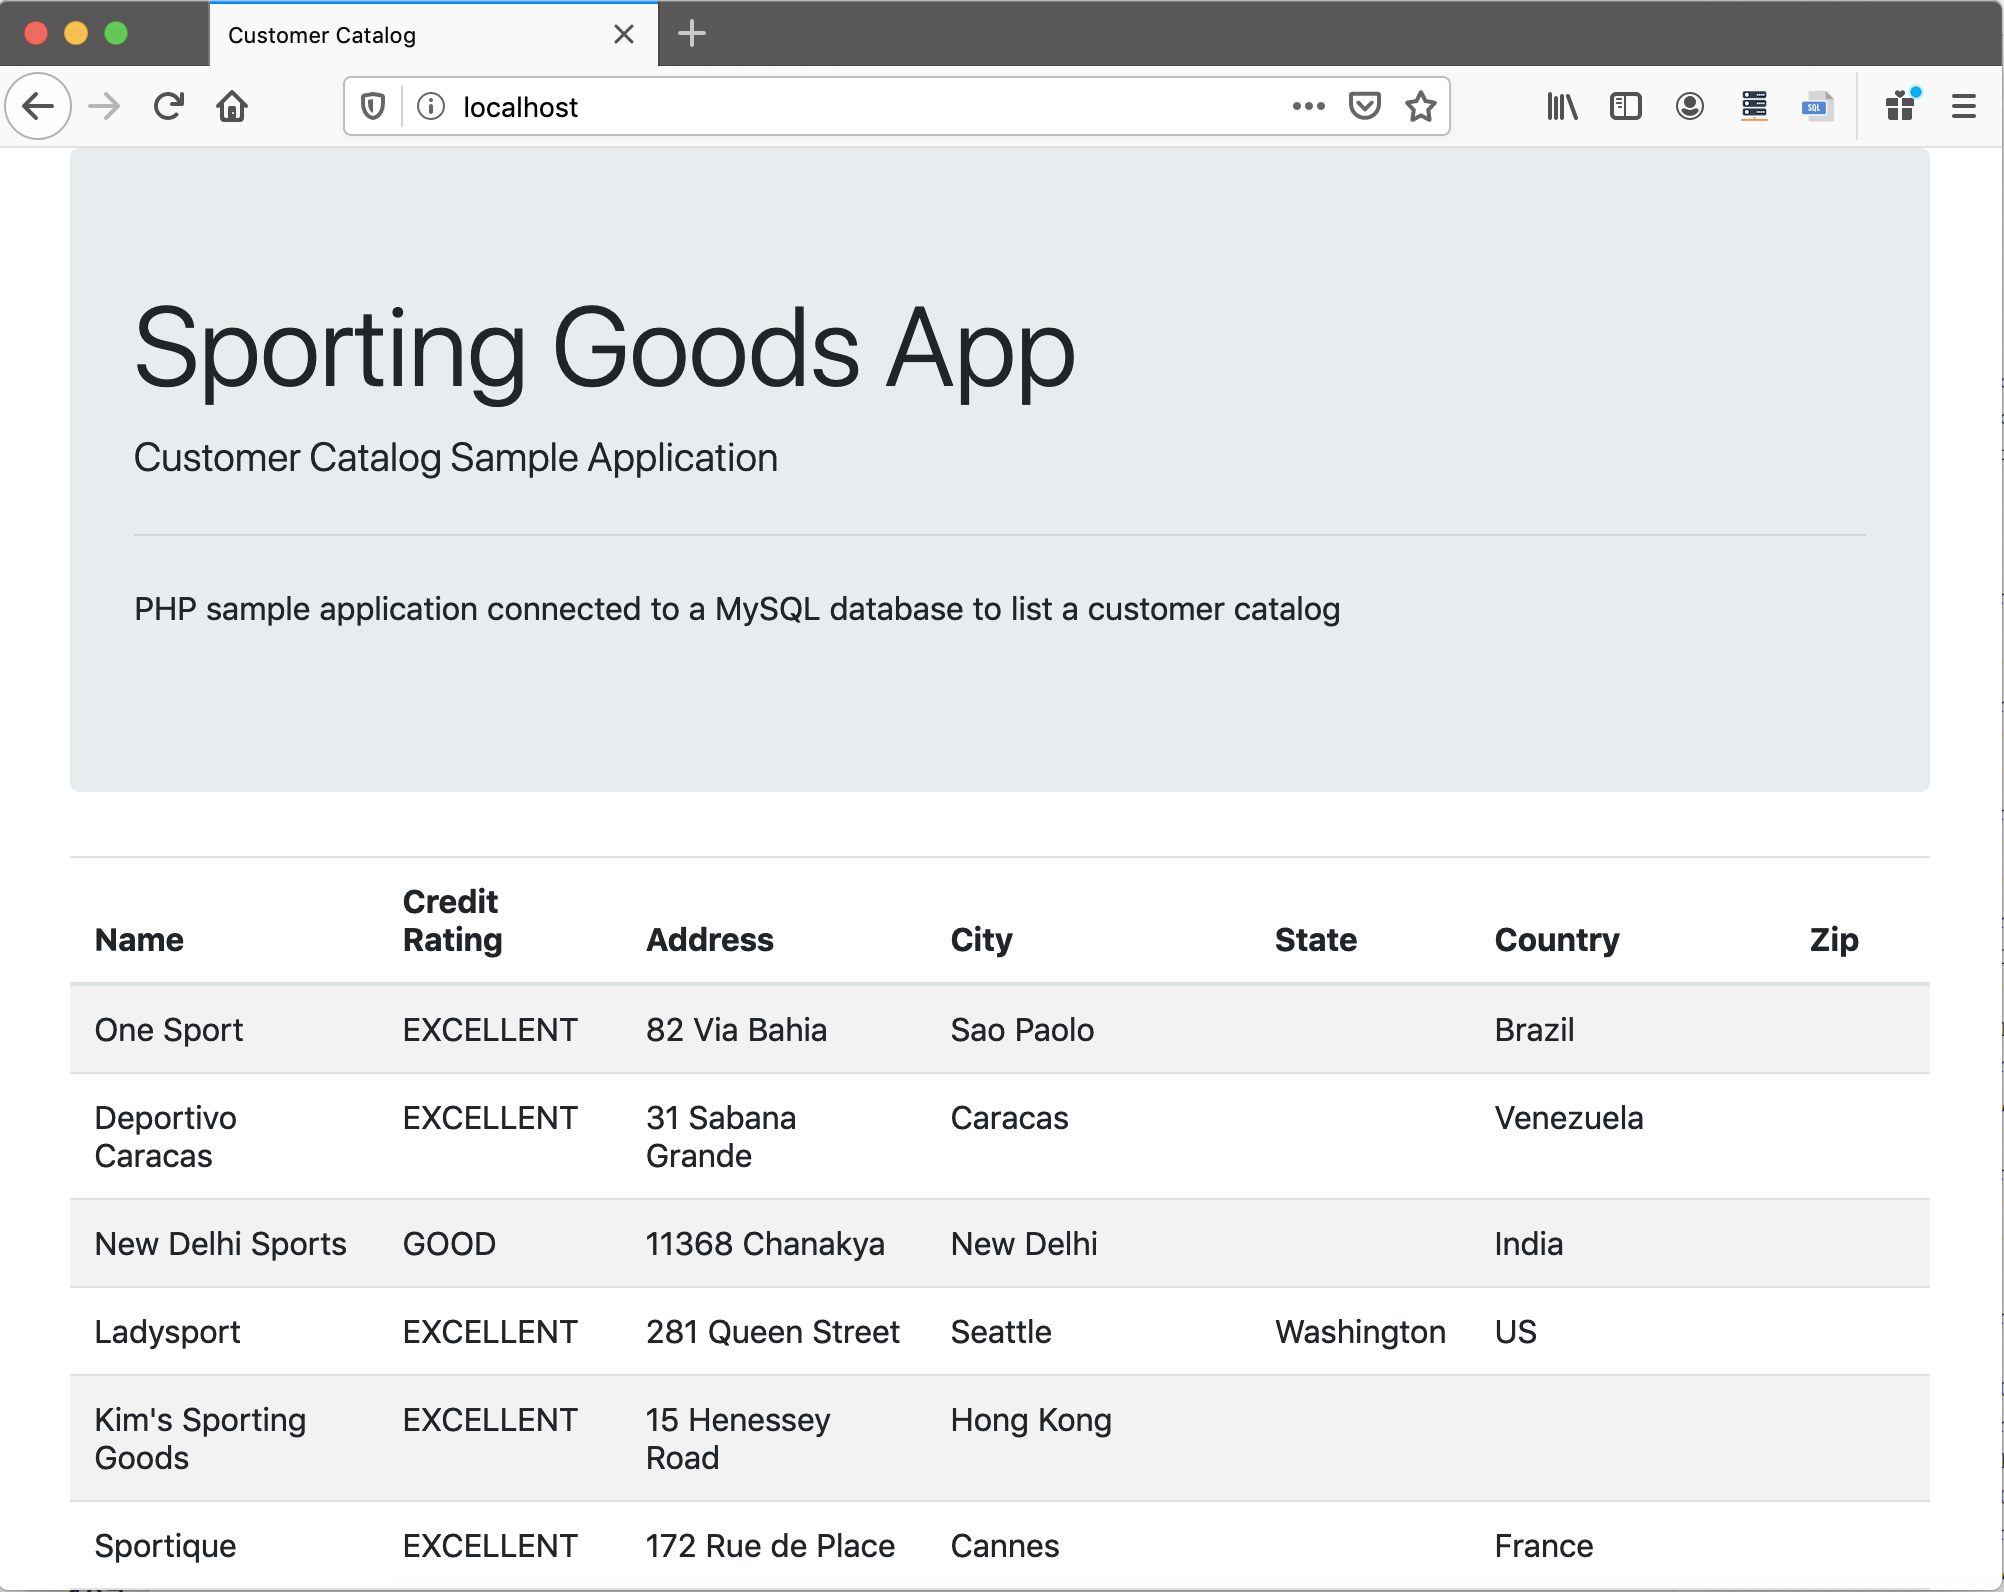 Customer Catalog
localhost
SQL
Sporting Goods App
Customer Catalog Sample Application
PHP sample application connected to a MySQL database to list a customer catalog
Name Credit Rating Address City State Country Zip
One Sport EXCELLENT 82 Via Bahia Sao Paolo Brazil
Deportivo Caracas EXCELLENT 31 Sabana Grande Caracas Venezuela
New Delhi Sports GOOD 11368 Chanakya New Delhi India
Ladysport EXCELLENT 281 Queen Street Seattle Washington US
Kim's Sporting Goods EXCELLENT 15 Henessey Road Hong Kong
Sportique EXCELLENT 172 Rue de Place Cannes France